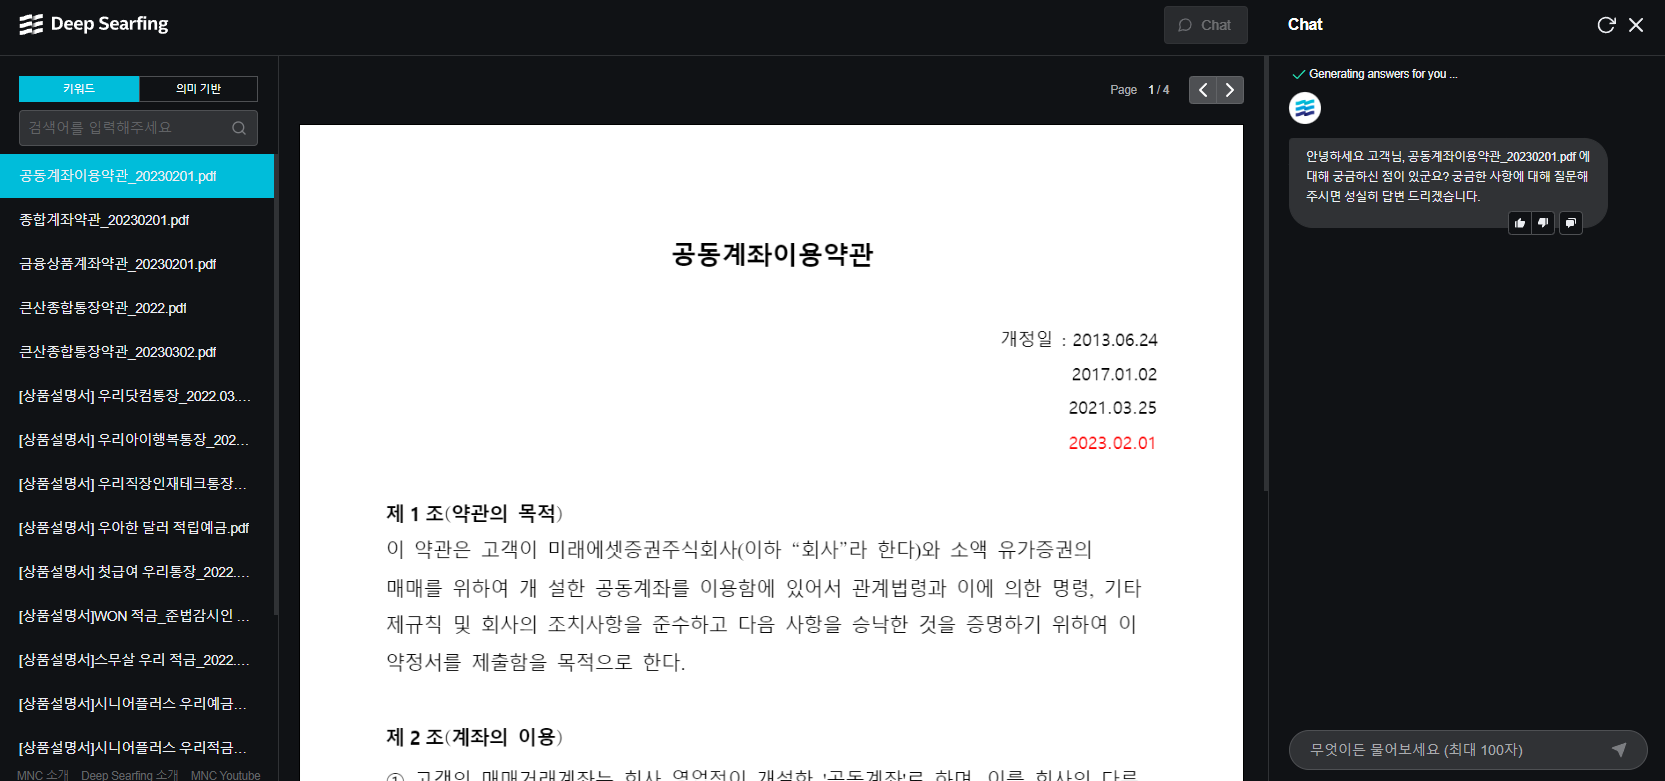 Deep Searfing
Chat
Chat
키워드
의미 기반
검색어를 입력해주세요
공동계좌이용약관_20230201.pdf
종합계좌약관_20230201.pdf
금융상품계좌약관_20230201.pdf
큰산종합통장약관_2022.pdf
큰산종합통장약관_20230302.pdf
[상품설명서] 우리닷컴통장_2022.03....
[상품설명서] 우리아이행복통장_202...
[상품설명서] 우리직장인재테크통장...
[상품설명서] 우아한 달러 적립예금.pdf
[상품설명서] 첫급여 우리통장_2022....
[상품설명서]WON 적금_준법감시인 ...
[상품설명서]스무살 우리 적금_2022....
[상품설명서]시니어플러스 우리예금...
[상품설명서]시니어플러스 우리적금...
MNC 소개 Deep Searfing 소개 MNC Youtube
Page 1 / 4
공동계좌이용약관
개정일 : 2013.06.24
2017.01.02
2021.03.25
2023.02.01
제 1 조(약관의 목적)
이 약관은 고객이 미래에셋증권주식회사(이하 “회사”라 한다)와 소액 유가증권의
매매를 위하여 개 설한 공동계좌를 이용함에 있어서 관계법령과 이에 의한 명령, 기타
제규칙 및 회사의 조치사항을 준수하고 다음 사항을 승낙한 것을 증명하기 위하여 이
약정서를 제출함을 목적으로 한다.
제 2 조(계좌의 이용)
① 고객의 매매거래계좌는 회사 영업점이 개설한 '공동계좌'로 하며, 이를 회사의 다른
Generating answers for you ...
안녕하세요 고객님, 공동계좌이용약관_20230201.pdf 에
대해 궁금하신 점이 있군요? 궁금한 사항에 대해 질문해
주시면 성실히 답변 드리겠습니다.
무엇이든 물어보세요 (최대 100자)